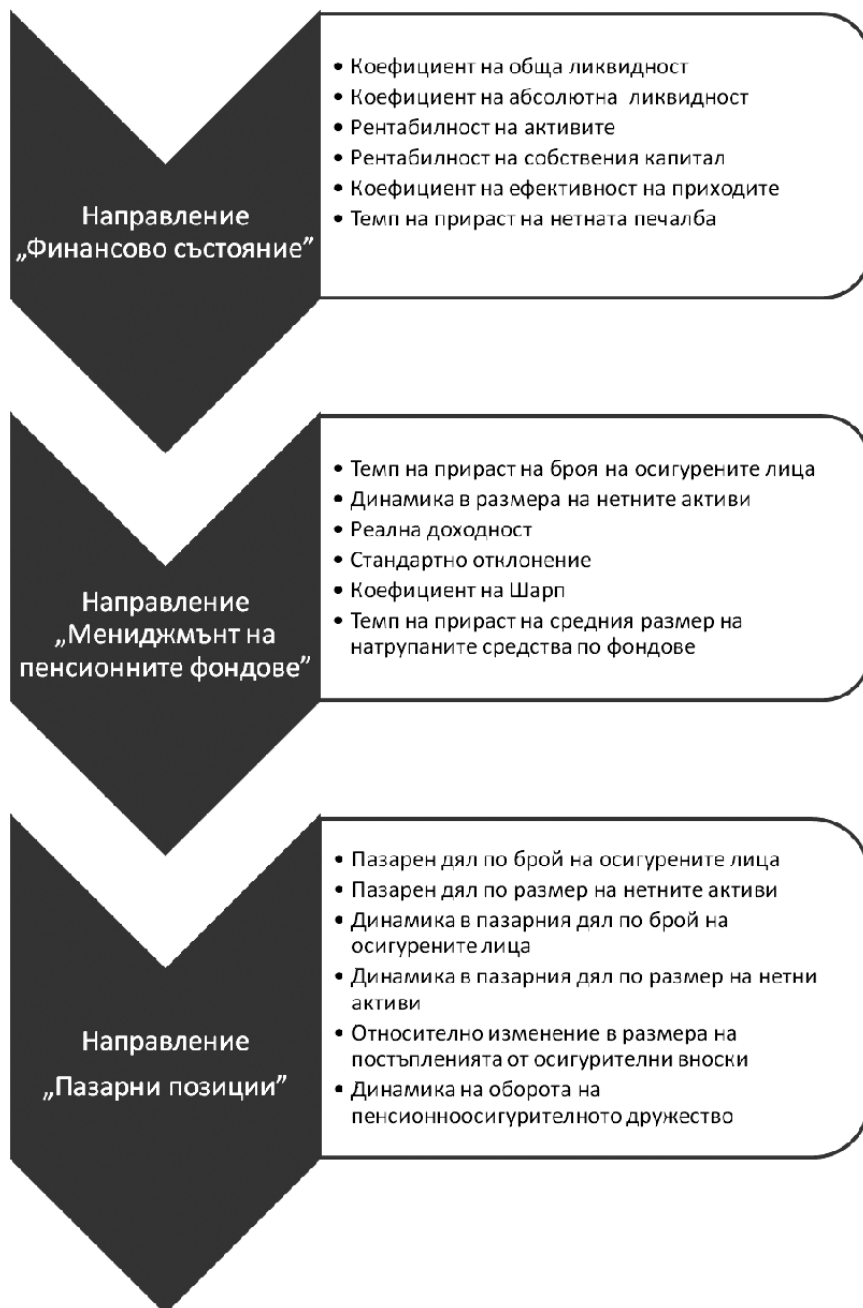 Направление
„Финансово състояние”
• Коефициент на обща ликвидност
• Коефициент на абсолютна ликвидност
• Рентабилност на активите
• Рентабилност на собствения капитал
• Коефициент на ефективност на приходите
• Темп на прираст на нетната печалба
Направление
„Мениджмънт на
пенсионните фондове”
• Темп на прираст на броя на осигурените лица
• Динамика в размера на нетните активи
• Реална доходност
• Стандартно отклонение
• Коефициент на Шарп
• Темп на прираст на средния размер на
натрупаните средства по фондове
Направление
„Пазарни позиции”
• Пазарен дял по брой на осигурените лица
• Пазарен дял по размер на нетните активи
• Динамика в пазарния дял по брой на
осигурените лица
• Динамика в пазарния дял по размер на нетни
активи
• Относително изменение в размера на
постъпленията от осигурителни вноски
• Динамика на оборота на
пенсионноосигурителното дружество